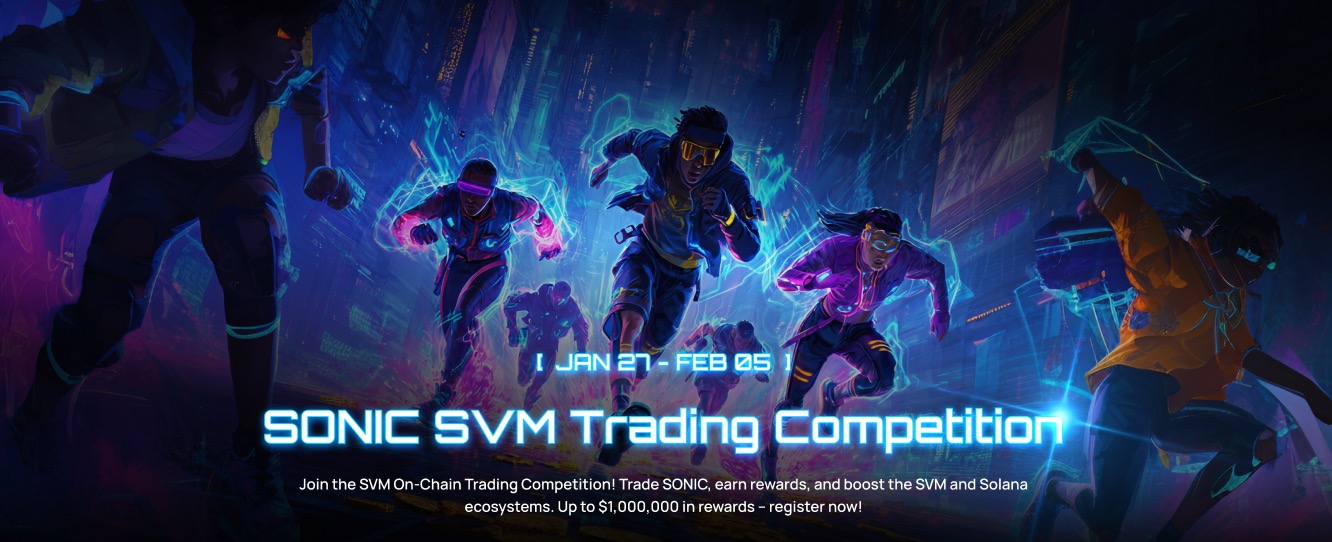 [ JAN 27 - FEB 05 ]
SONIC SVM Trading Competition
Join the SVM On-Chain Trading Competition! Trade SONIC, earn rewards, and boost the SVM and Solana
ecosystems. Up to $1,000,000 in rewards – register now!